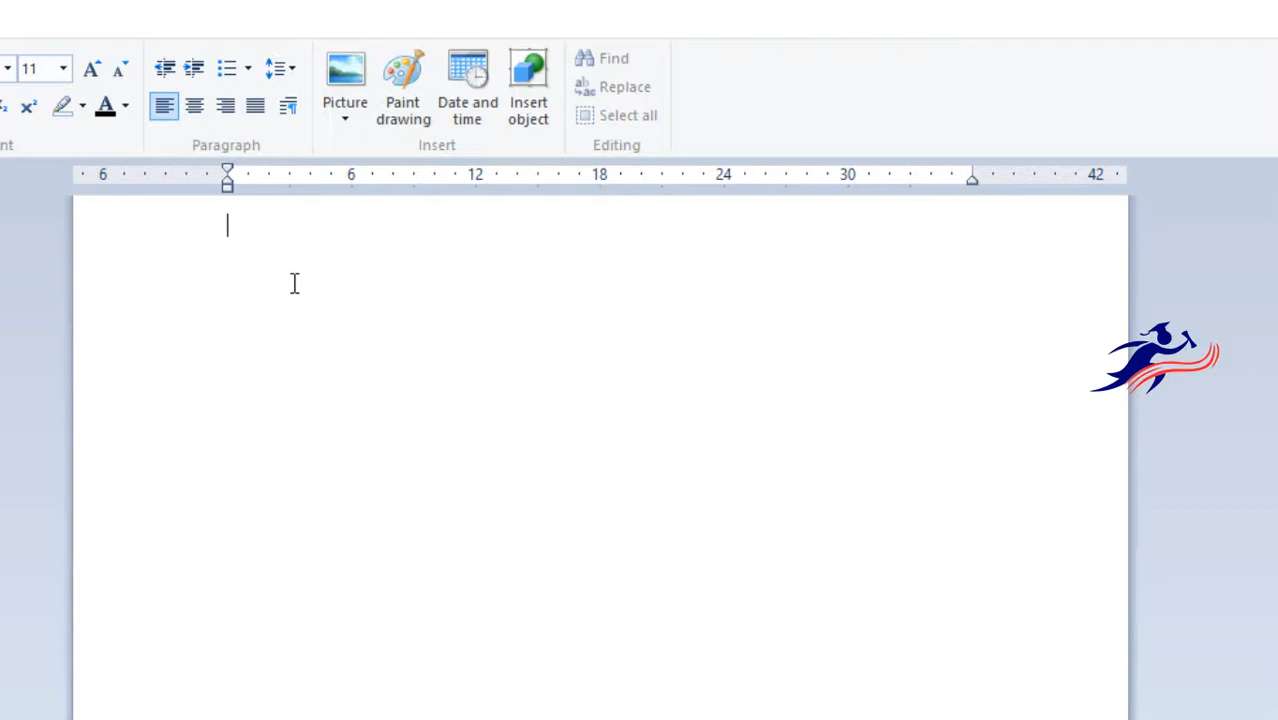 11
Picture
Paint drawing
Date and time
Insert object
Find
Replace
Select all
nt
Paragraph
Insert
Editing
6 6 12 18 24 30 42